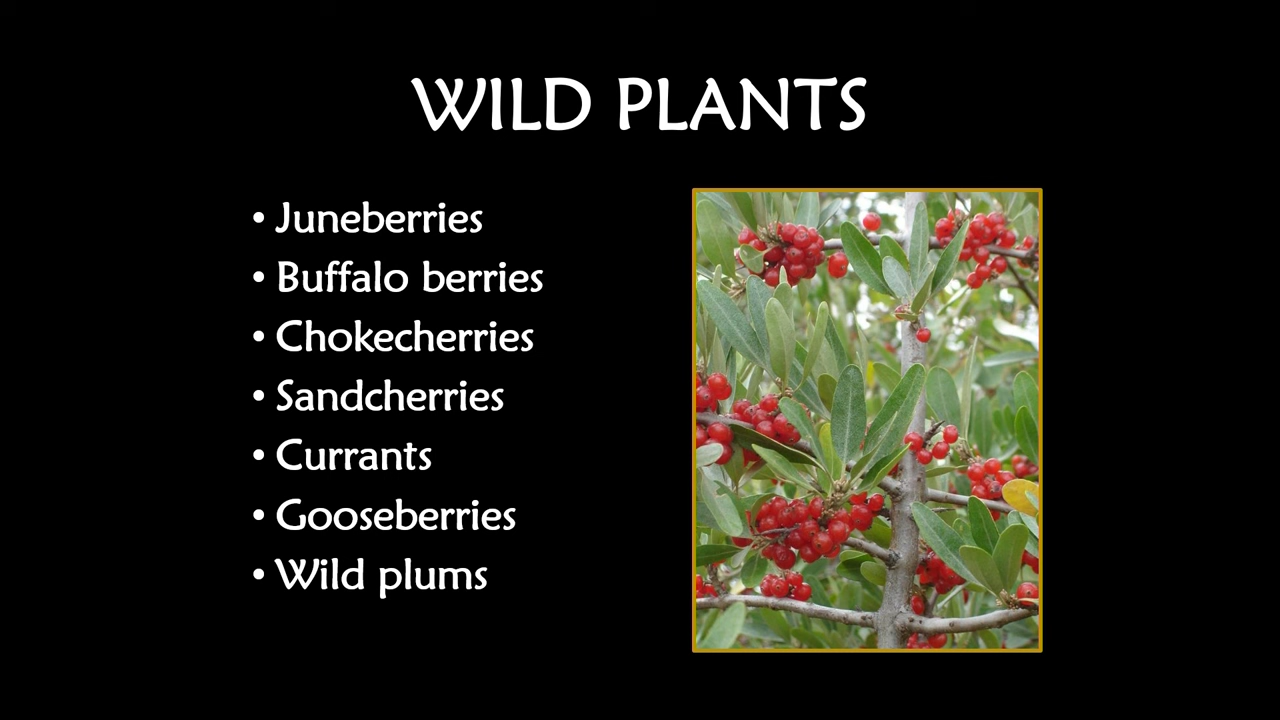 WILD PLANTS
• Juneberries
• Buffalo berries
• Chokecherries
• Sandcherries
• Currants
• Gooseberries
• Wild plums